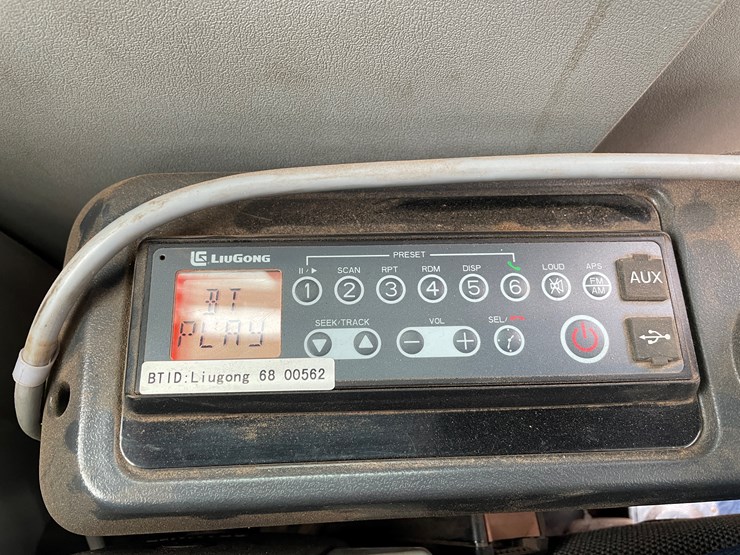 LIUGONG
BT
PLAY
PRESET
SCAN RPT RDM DISP LOUD APS
1 2 3 4 5 6 FM AM
SEEK/TRACK VOL SEL/
AUX
BTID:Liugong 68 00562